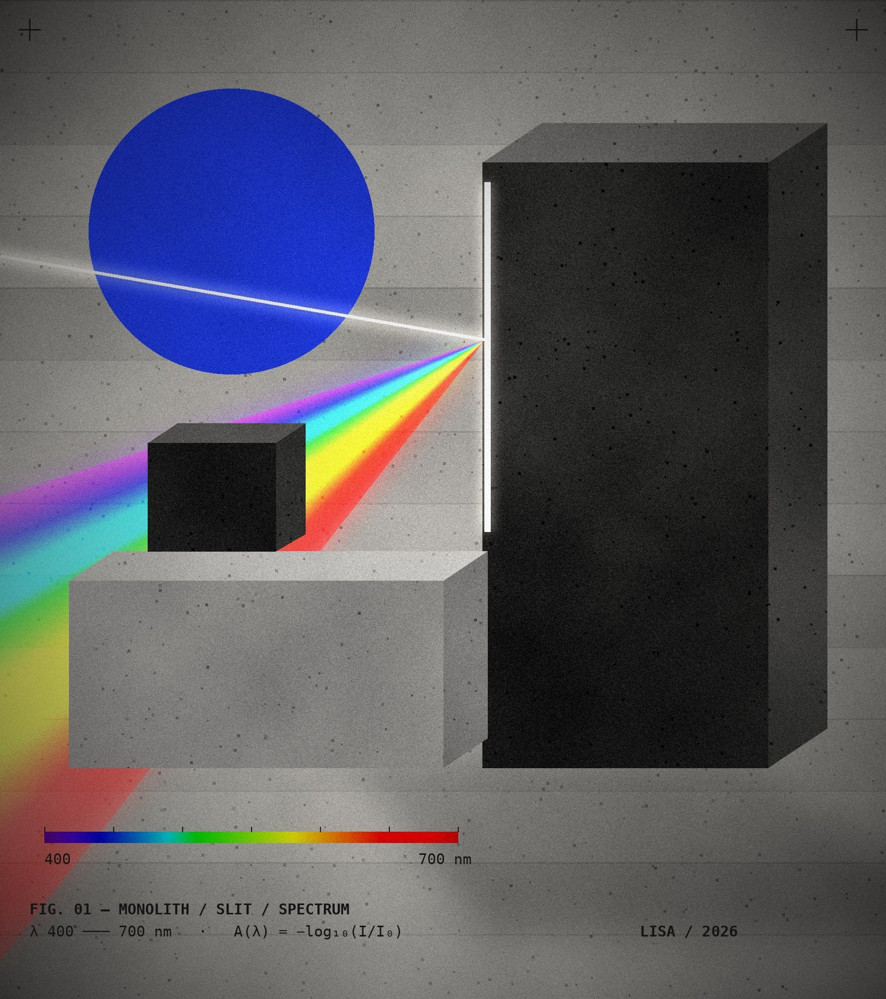 400
700 nm
FIG. 01 — MONOLITH / SLIT / SPECTRUM
λ 400 ─── 700 nm · A(λ) = −log₁₀(I/I₀)
LISA / 2026